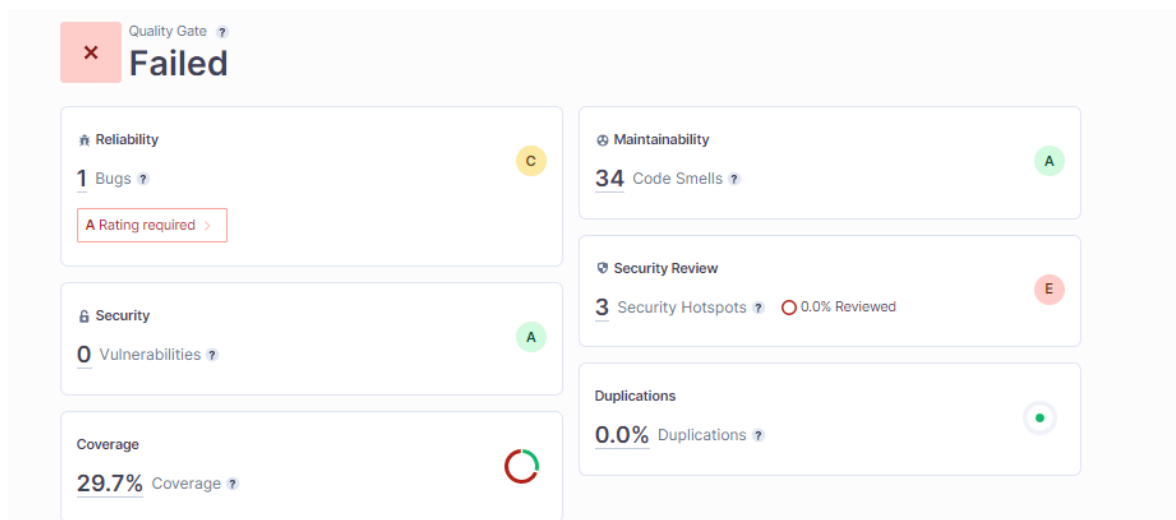 Quality Gate ?
Failed
Reliability
1 Bugs ?
C
A Rating required >
Security
0 Vulnerabilities ?
A
Coverage
29.7% Coverage ?
Maintainability
34 Code Smells ?
A
Security Review
3 Security Hotspots ? 0.0% Reviewed
E
Duplications
0.0% Duplications ?